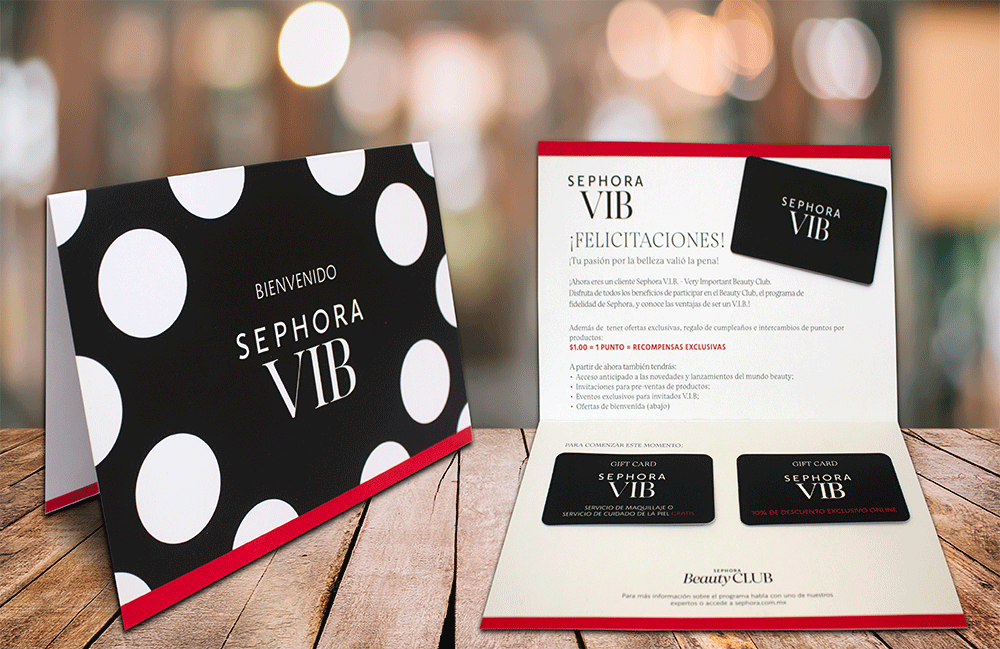 BIENVENIDO
SEPHORA
VIB
SEPHORA
VIB
¡FELICITACIONES!
¡Tu pasión por la belleza valió la pena!
SEPHORA
VIB
¡Ahora eres un cliente Sephora V.I.B. - Very Important Beauty Club.
Disfruta de todos los beneficios de participar en el Beauty Club, el programa de
fidelidad de Sephora, y conoce las ventajas de ser un V.I.B.!
Además de tener ofertas exclusivas, regalo de cumpleaños e intercambios de puntos por
productos:
$1.00 = 1 PUNTO = RECOMPENSAS EXCLUSIVAS
A partir de ahora también tendrás:
• Acceso anticipado a las novedades y lanzamientos del mundo beauty;
• Invitaciones para pre-ventas de productos;
• Eventos exclusivos para invitados V.I.B;
• Ofertas de bienvenida (abajo)
PARA COMENZAR ESTE MOMENTO:
GIFT CARD
SEPHORA
VIB
SERVICIO DE MAQUILLAJE O
SERVICIO DE CUIDADO DE LA PIEL GRATIS
GIFT CARD
SEPHORA
VIB
10% DE DESCUENTO EXCLUSIVO ONLINE
SEPHORA
Beauty CLUB
Para más información sobre el programa habla con uno de nuestros
expertos o accede a sephora.com.mx